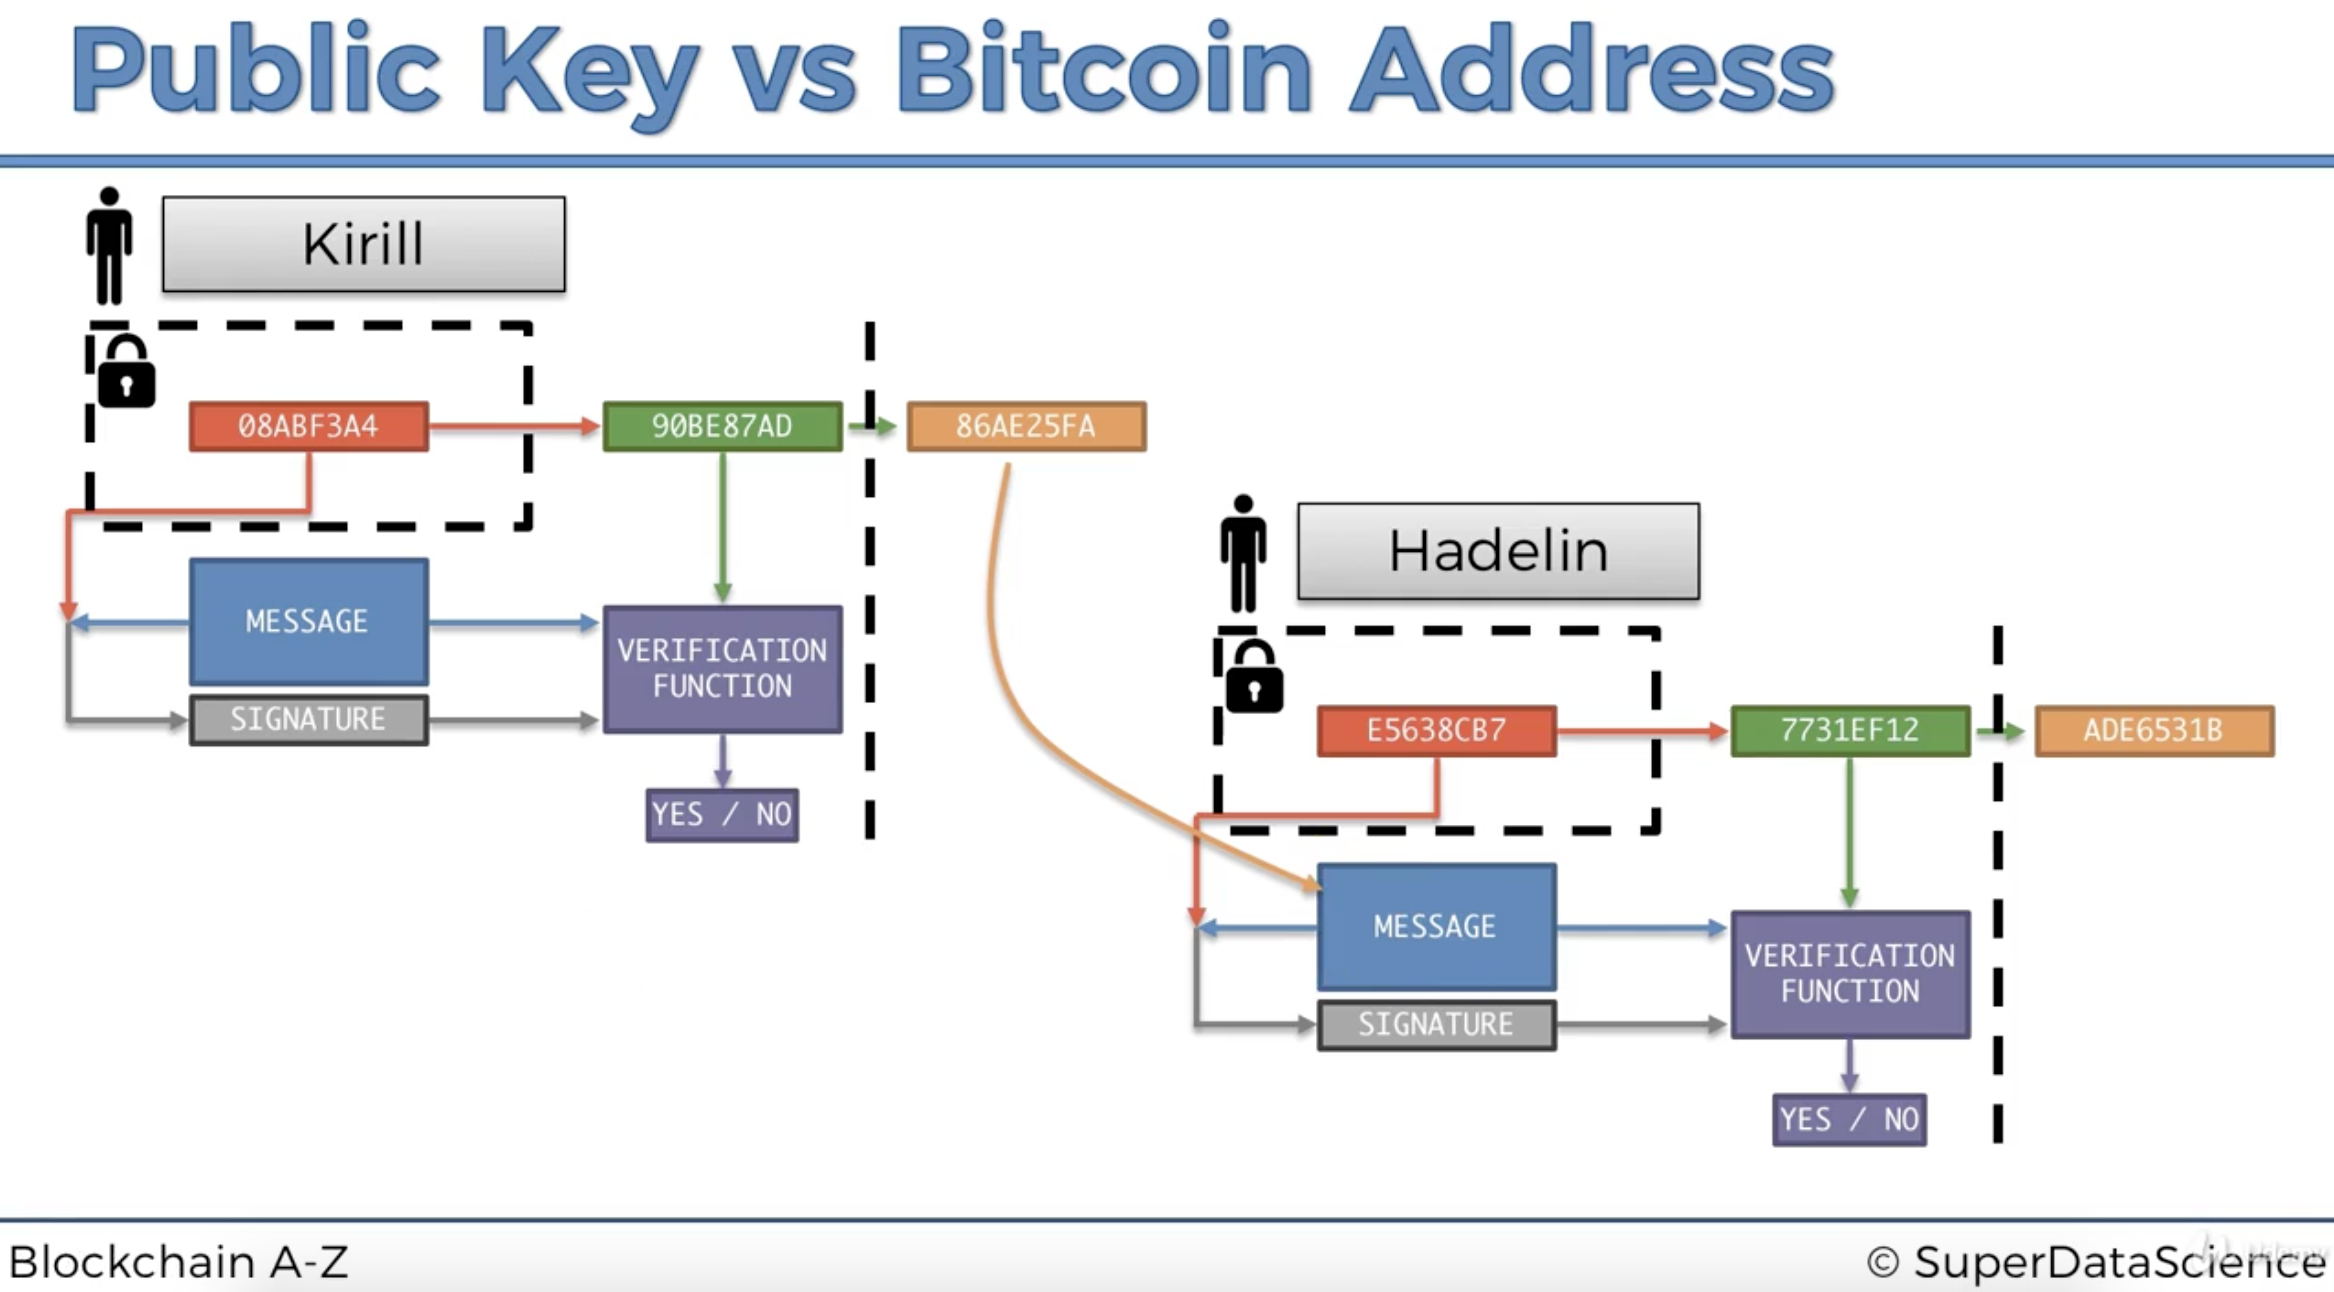 Public Key vs Bitcoin Address
Kirill
08ABF3A4
90BE87AD
86AE25FA
MESSAGE
VERIFICATION
FUNCTION
SIGNATURE
YES / NO
Hadelin
E5638CB7
7731EF12
ADE6531B
MESSAGE
VERIFICATION
FUNCTION
SIGNATURE
YES / NO
Blockchain A-Z
© SuperDataScience